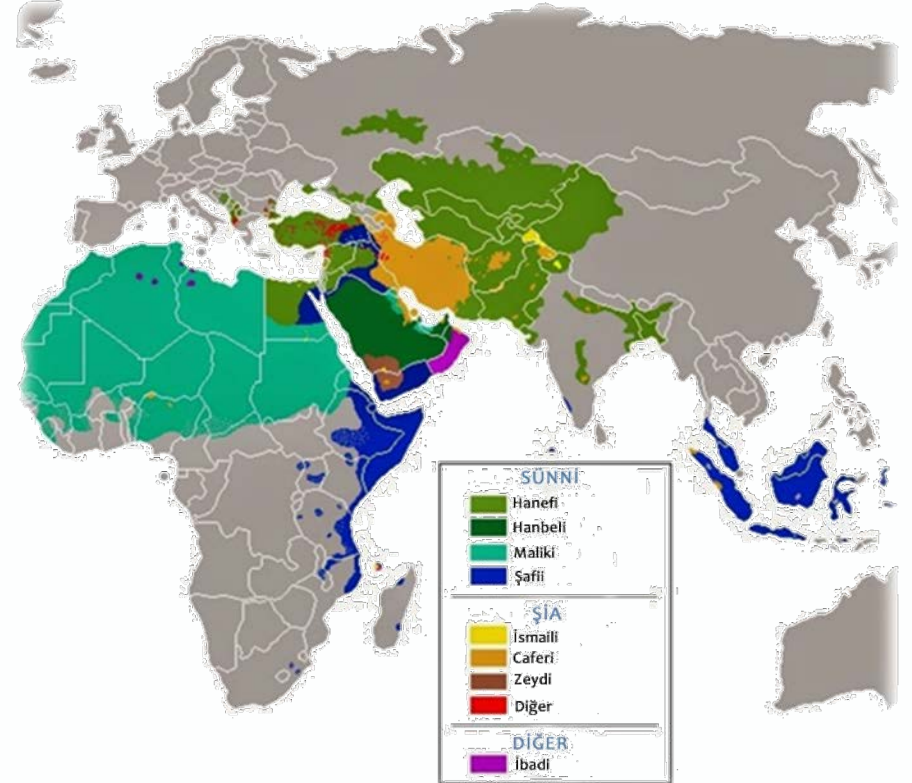 SÜNNİ
Hanefi
Hanbeli
Maliki
Şafii
ŞİA
İsmaili
Caferi
Zeydi
Diğer
DİĞER
İbadi